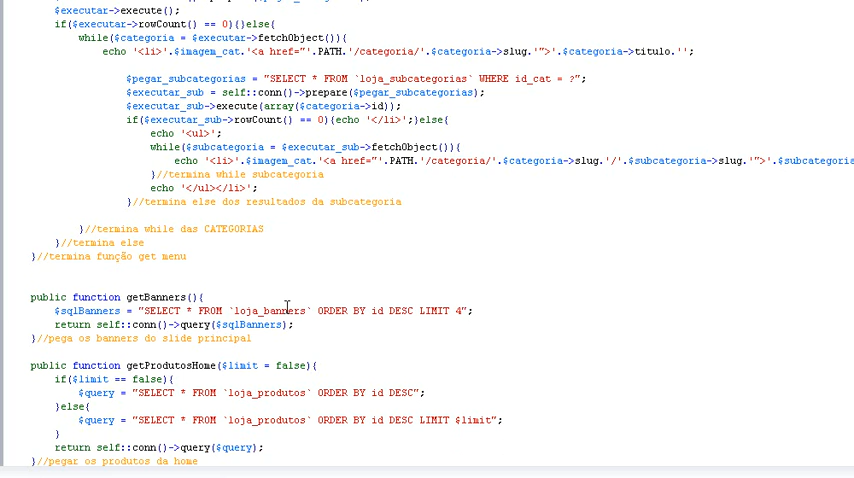 $executar->execute();
if($executar->rowCount() == 0){}else{
while($categoria = $executar->fetchObject()){
echo '<li>'.$imagem_cat.'<a href="'.PATH.'/categoria/'.$categoria->slug.'">'.$categoria->titulo.'';
$pegar_subcategorias = "SELECT * FROM `loja_subcategorias` WHERE id_cat = ?";
$executar_sub = self::conn()->prepare($pegar_subcategorias);
$executar_sub->execute(array($categoria->id));
if($executar_sub->rowCount() == 0){echo '</li>';}else{
echo '<ul>';
while($subcategoria = $executar_sub->fetchObject()){
echo '<li>'.$imagem_cat.'<a href="'.PATH.'/categoria/'.$categoria->slug.'/'.$subcategoria->slug.'">'.$subcategoria
}//termina while subcategoria
echo '</ul></li>';
}//termina else dos resultados da subcategoria
}//termina while das CATEGORIAS
}//termina else
}//termina função get menu
public function getBanners(){
$sqlBanners = "SELECT * FROM `loja_banners` ORDER BY id DESC LIMIT 4";
return self::conn()->query($sqlBanners);
}//pega os banners do slide principal
public function getProdutosHome($limit = false){
if($limit == false){
$query = "SELECT * FROM `loja_produtos` ORDER BY id DESC";
}else{
$query = "SELECT * FROM `loja_produtos` ORDER BY id DESC LIMIT $limit";
}
return self::conn()->query($query);
}//pegar os produtos da home